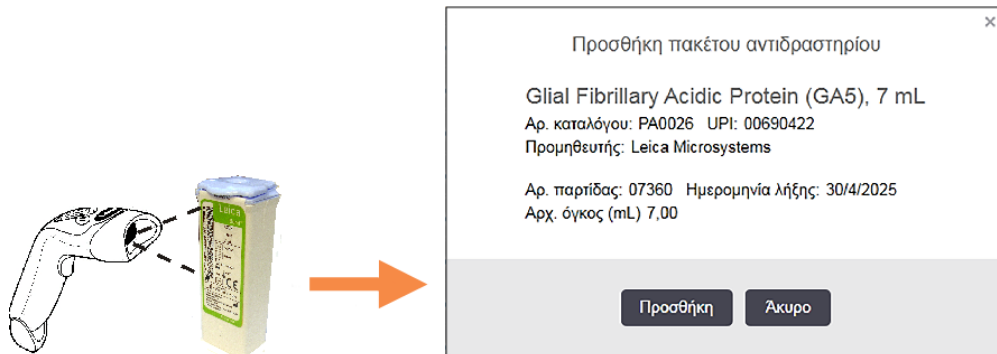 Leica
CE
×
Προσθήκη πακέτου αντιδραστηρίου
Glial Fibrillary Acidic Protein (GA5), 7 mL
Αρ. καταλόγου: PA0026 UPI: 00690422
Προμηθευτής: Leica Microsystems
Αρ. παρτίδας: 07360 Ημερομηνία λήξης: 30/4/2025
Αρχ. όγκος (mL) 7,00
Προσθήκη Άκυρο